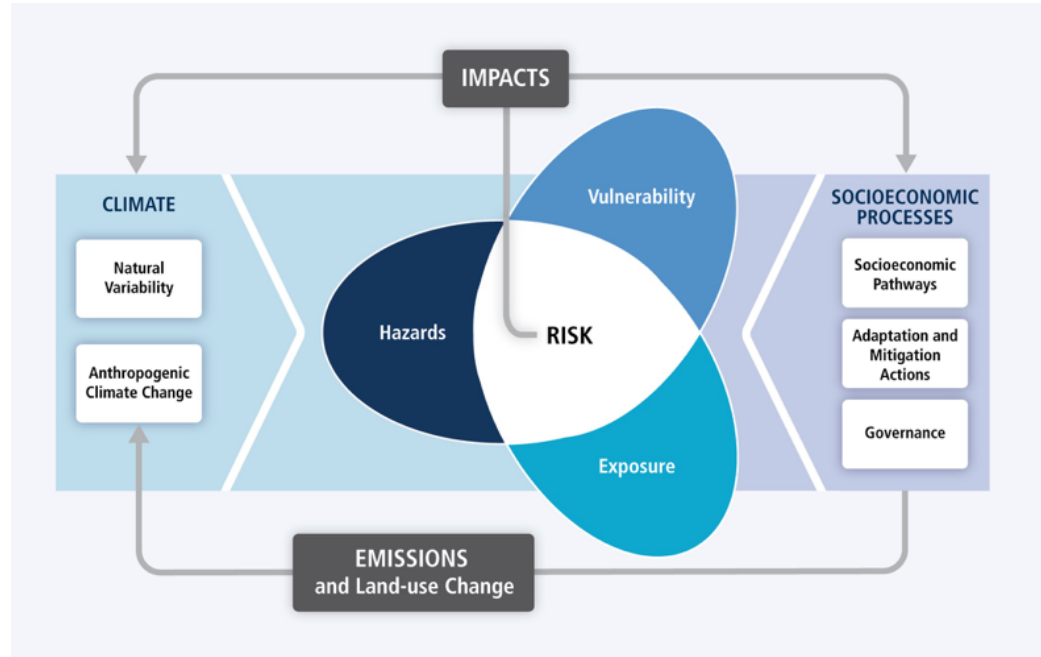 IMPACTS
CLIMATE
Natural
Variability
Anthropogenic
Climate Change
Vulnerability
Hazards
RISK
Exposure
SOCIOECONOMIC
PROCESSES
Socioeconomic
Pathways
Adaptation and
Mitigation
Actions
Governance
EMISSIONS
and Land-use Change